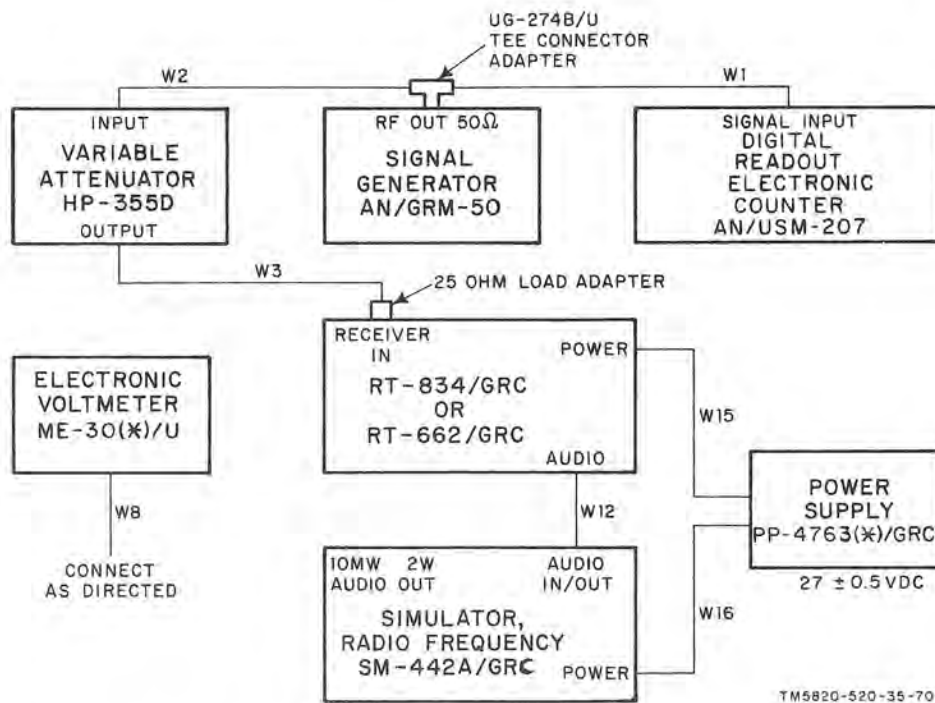 UG-274B/U
TEE CONNECTOR
ADAPTER
W2
W1
INPUT
VARIABLE
ATTENUATOR
HP-355D
OUTPUT
RF OUT 50Ω
SIGNAL
GENERATOR
AN/GRM-50
SIGNAL INPUT
DIGITAL
READOUT
ELECTRONIC
COUNTER
AN/USM-207
W3
25 OHM LOAD ADAPTER
RECEIVER
IN
POWER
RT-834/GRC
OR
RT-662/GRC
AUDIO
ELECTRONIC
VOLTMETER
ME-30(*)/U
W8
CONNECT
AS DIRECTED
W15
W12
POWER
SUPPLY
PP-4763(*)/GRC
27 ±0.5VDC
W16
10MW 2W
AUDIO OUT
AUDIO
IN/OUT
SIMULATOR,
RADIO FREQUENCY
SM-442A/GRC
POWER
TM5820-520-35-70